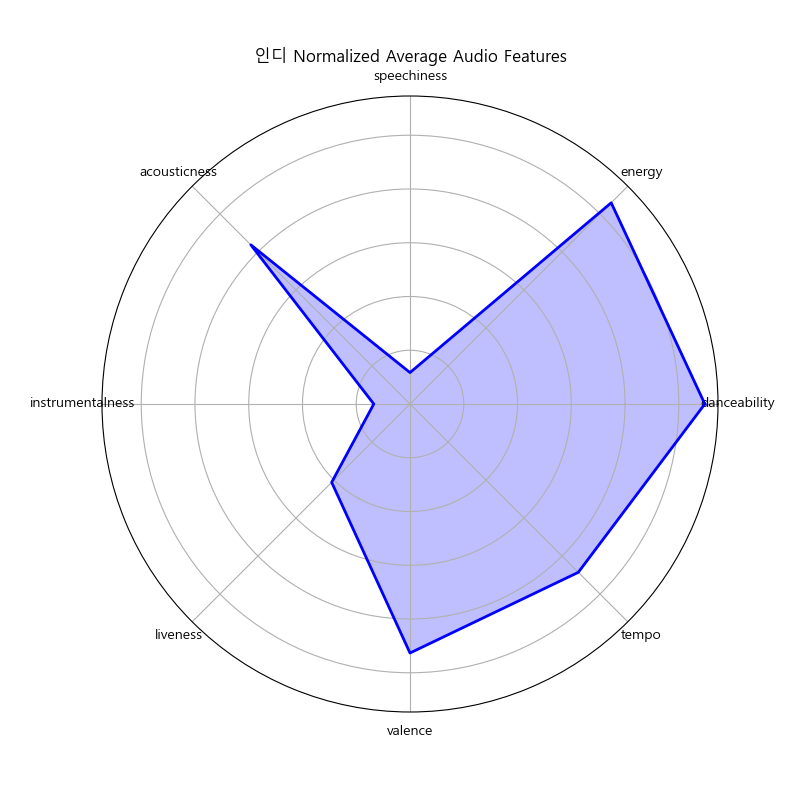 인디 Normalized Average Audio Features
speechiness
acousticness
energy
instrumentalness
danceability
liveness
tempo
valence